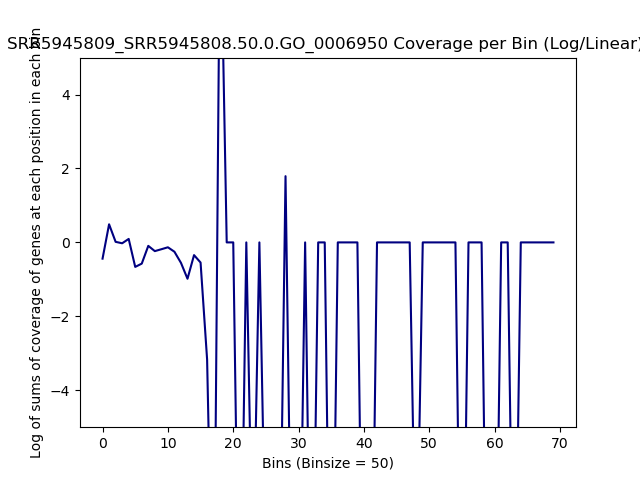 SRR5945809_SRR5945808.50.0.GO_0006950 Coverage per Bin (Log/Linear)
Log of sums of coverage of genes at each position in each bin
4
2
0
−2
−4
0 10 20 30 40 50 60 70
Bins (Binsize = 50)